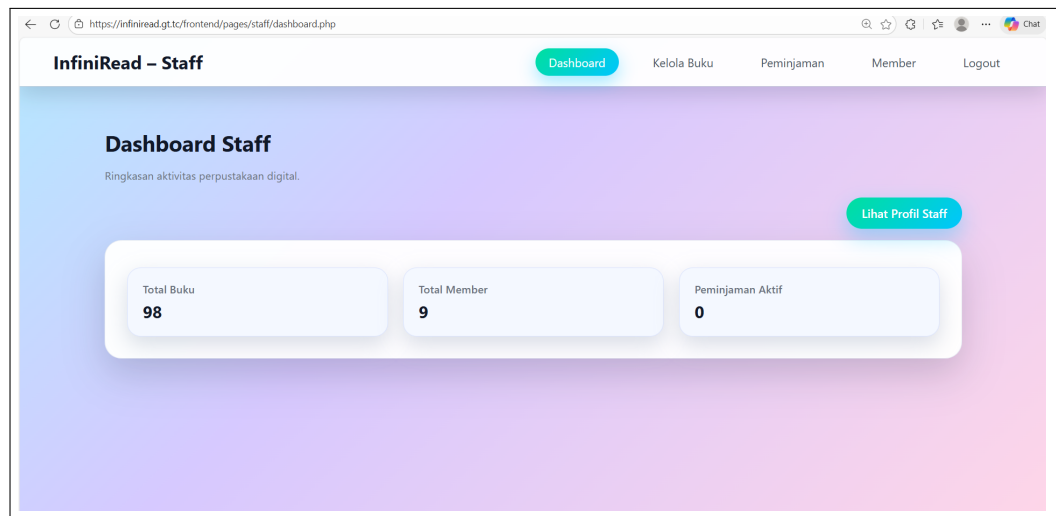 https://infiniread.gt.tc/frontend/pages/staff/dashboard.php
Chat
InfiniRead – Staff
Dashboard
Kelola Buku
Peminjaman
Member
Logout
Dashboard Staff
Ringkasan aktivitas perpustakaan digital.
Lihat Profil Staff
Total Buku
98
Total Member
9
Peminjaman Aktif
0